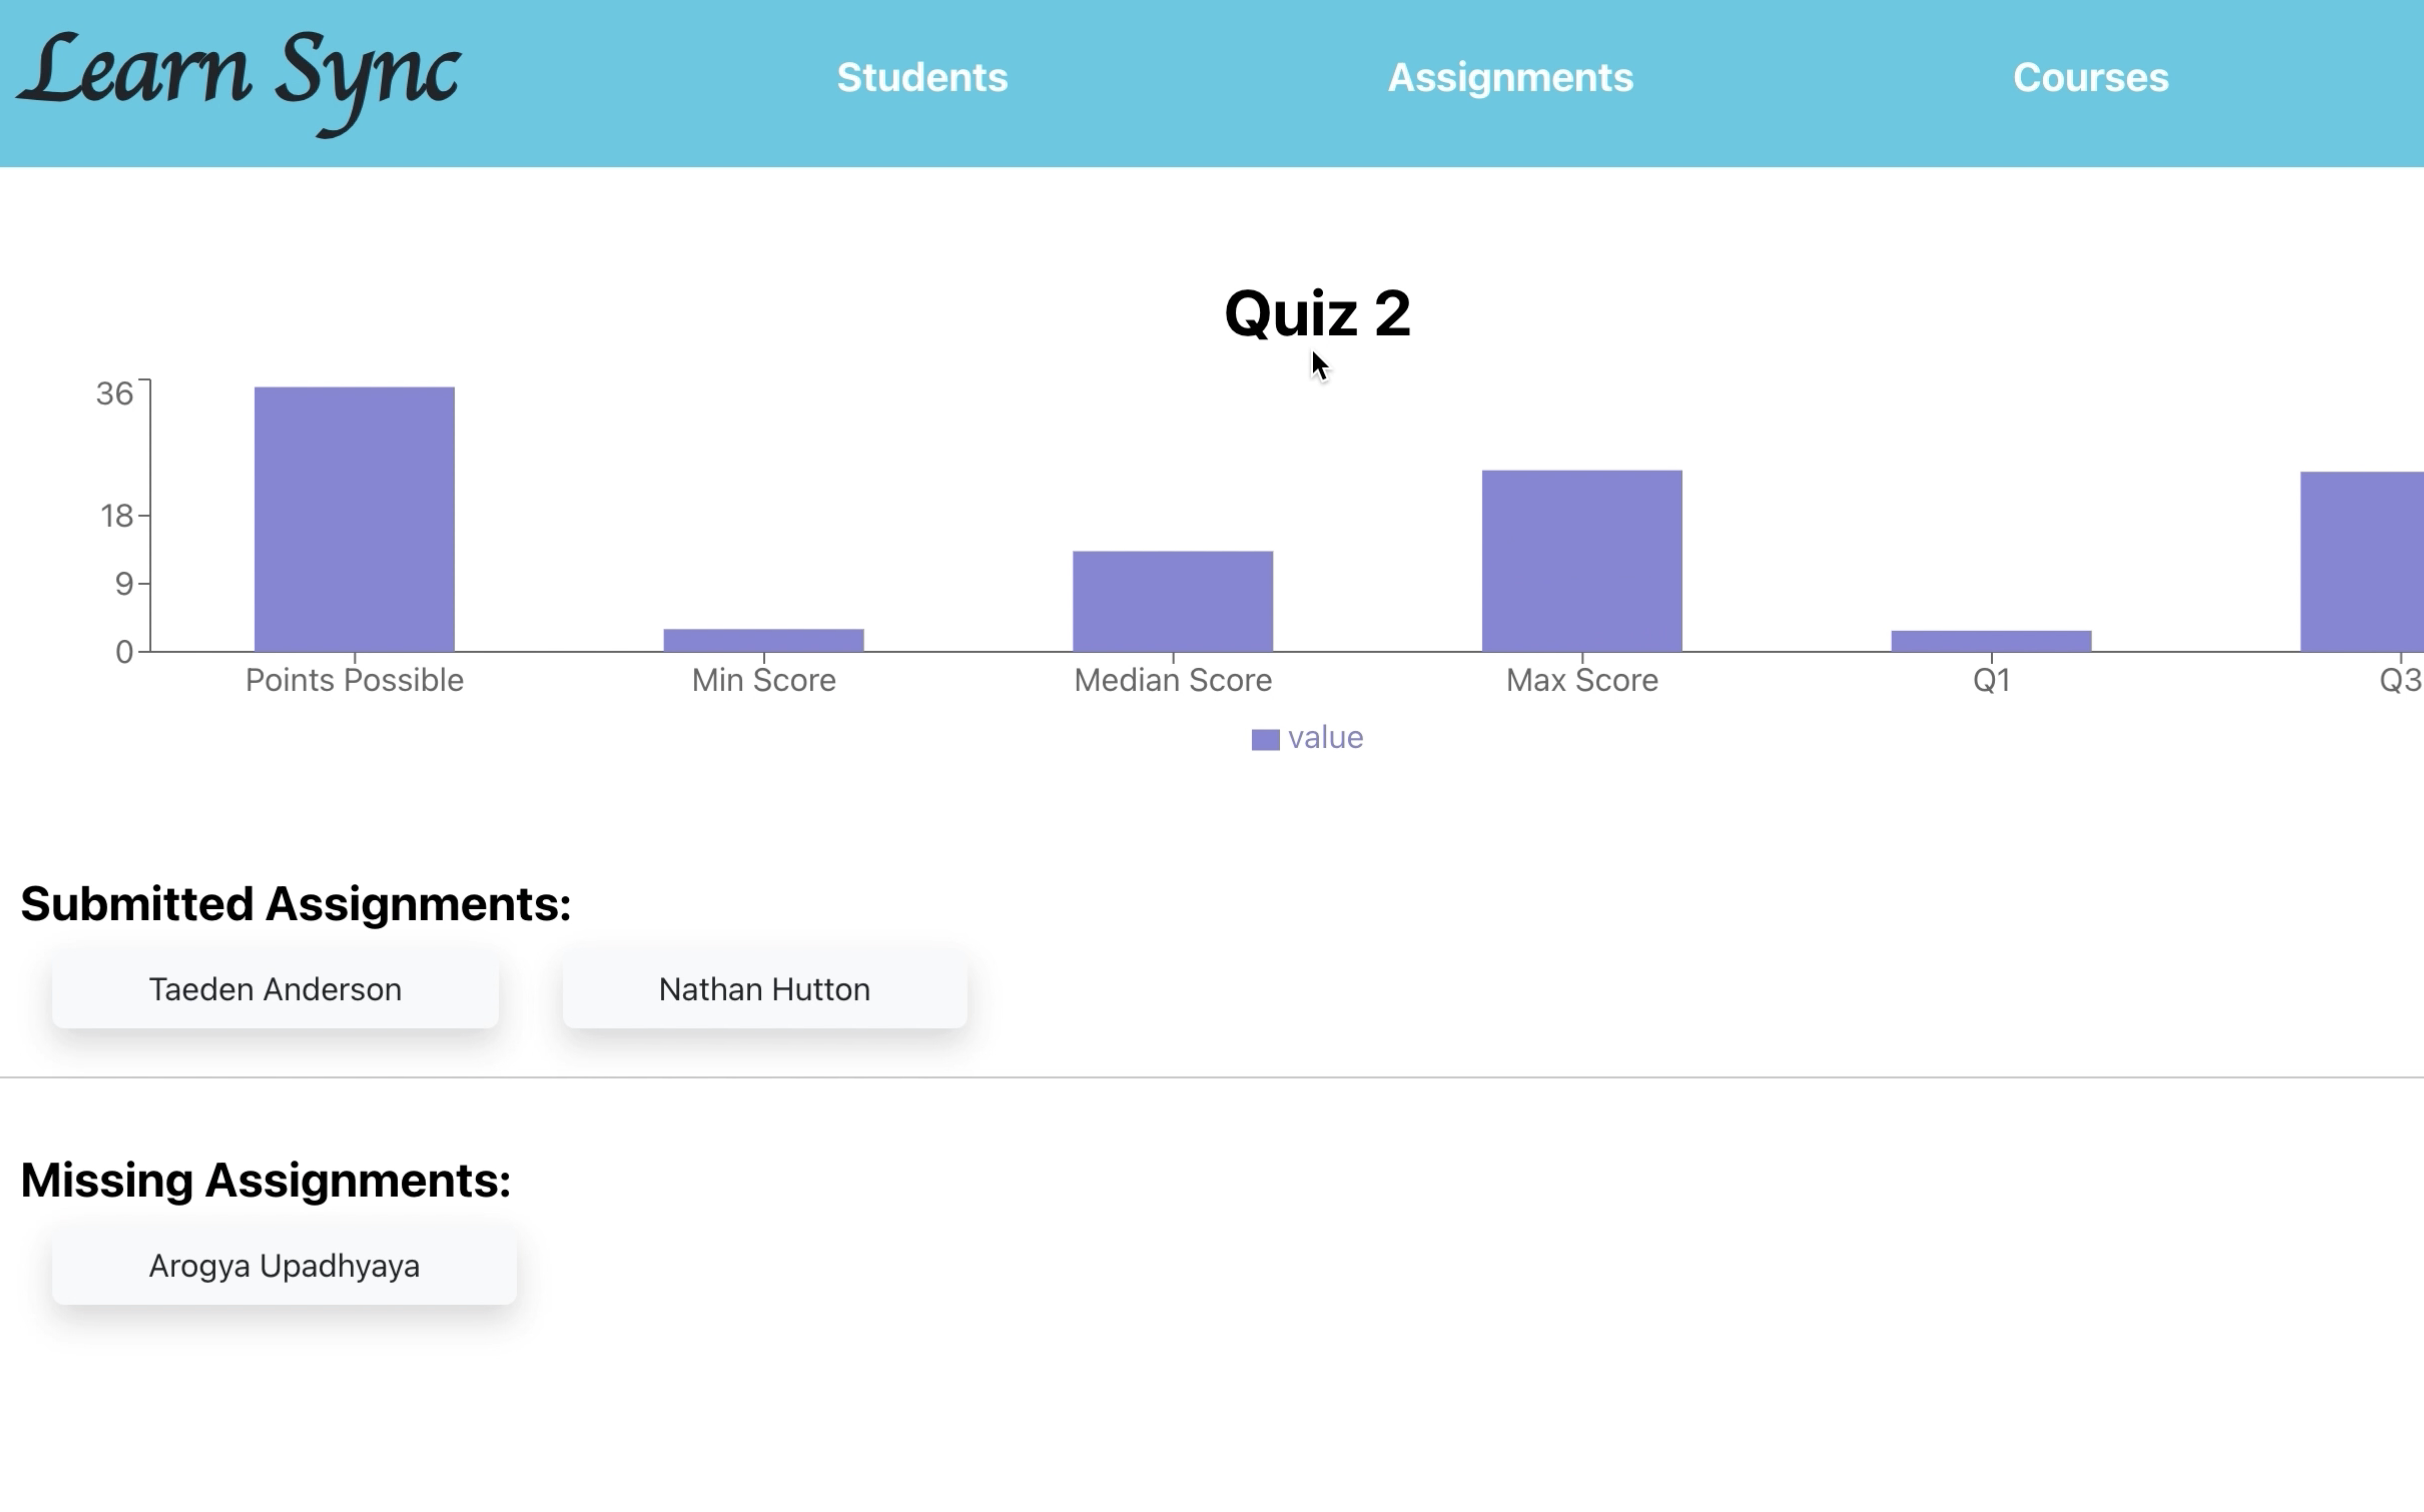 Learn Sync
Students
Assignments
Courses
Quiz 2
36
18
9
0
Points Possible
Min Score
Median Score
Max Score
Q1
Q3
value
Submitted Assignments:
Taeden Anderson
Nathan Hutton
Missing Assignments:
Arogya Upadhyaya